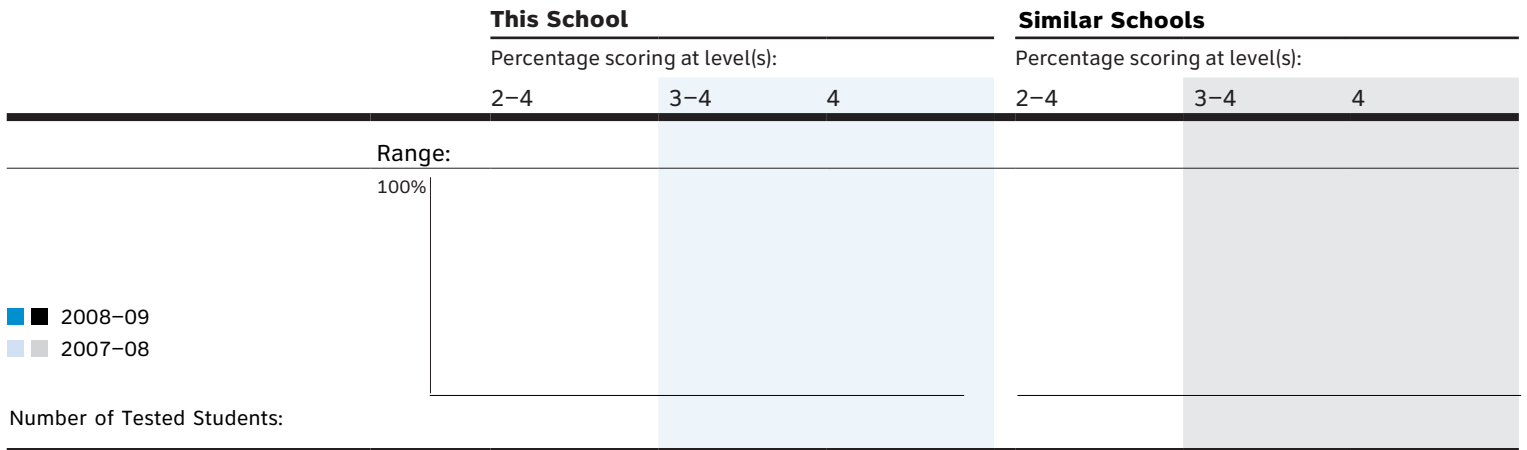 This School Similar Schools
Percentage scoring at level(s): Percentage scoring at level(s):
2–4 3–4 4 2–4 3–4 4
Range:
100%
2008–09
2007–08
Number of Tested Students: